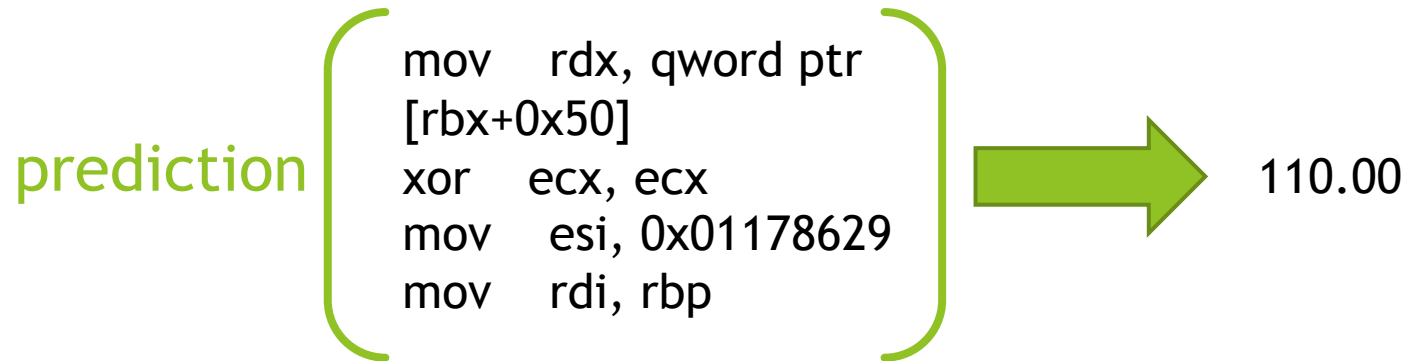 prediction
mov rdx, qword ptr
[rbx+0x50]
xor ecx, ecx
mov esi, 0x01178629
mov rdi, rbp
110.00